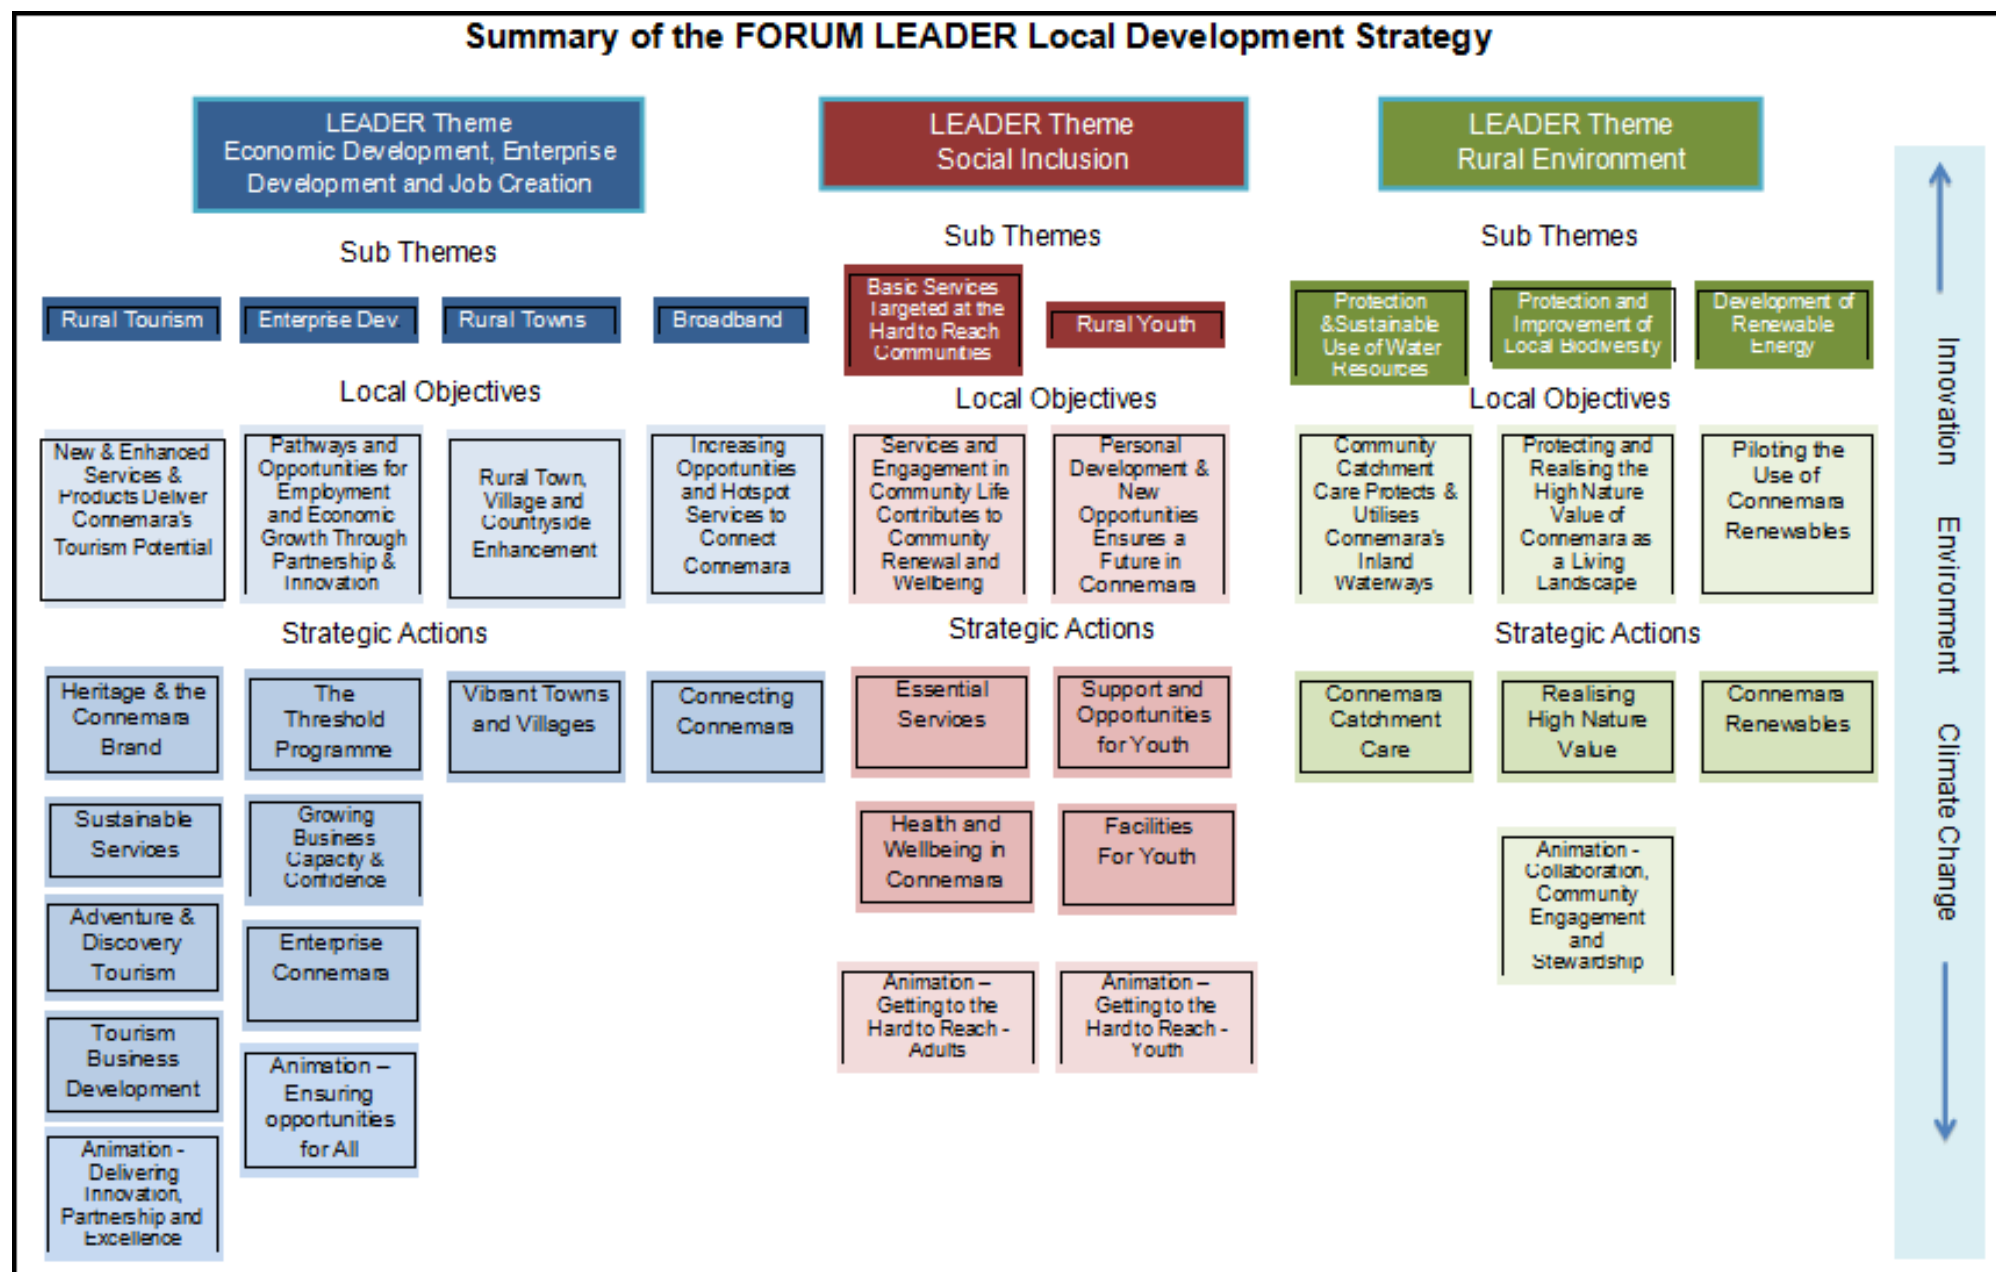 Summary of the FORUM LEADER Local Development Strategy
LEADER Theme
Economic Development, Enterprise
Development and Job Creation
LEADER Theme
Social Inclusion
LEADER Theme
Rural Environment
Sub Themes
Sub Themes
Sub Themes
Rural Tourism
Enterprise Dev.
Rural Towns
Broadband
Basic Services
Targeted at the
Hard to Reach
Communities
Rural Youth
Protection
&Sustainable
Use of Water
Resources
Protection and
Improvement of
Local Biodiversity
Development of
Renewable
Energy
Local Objectives
Local Objectives
Local Objectives
New & Enhanced
Services &
Products Deliver
Connemara's
Tourism Potential
Pathways and
Opportunities for
Employment
and Economic
Growth Through
Partnership &
Innovation
Rural Town,
Village and
Countryside
Enhancement
Increasing
Opportunities
and Hotspot
Services to
Connect
Connemara
Services and
Engagement in
Community Life
Contributes to
Community
Renewal and
Wellbeing
Personal
Development &
New
Opportunities
Ensures a
Future in
Connemara
Community
Catchment
Care Protects &
Utilises
Connemara's
Inland
Waterways
Protecting and
Realising the
High Nature
Value of
Connemara as
a Living
Landscape
Piloting the
Use of
Connemara
Renewables
Strategic Actions
Strategic Actions
Strategic Actions
Heritage & the
Connemara
Brand
The
Threshold
Programme
Vibrant Towns
and Villages
Connecting
Connemara
Essential
Services
Support and
Opportunities
for Youth
Connemara
Catchment
Care
Realising
High Nature
Value
Connemara
Renewables
Sustainable
Services
Growing
Business
Capacity &
Confidence
Health and
Wellbeing in
Connemara
Facilities
For Youth
Animation -
Collaboration,
Community
Engagement
and
Stewardship
Adventure &
Discovery
Tourism
Enterprise
Connemara
Animation –
Getting to the
Hard to Reach -
Adults
Animation –
Getting to the
Hard to Reach -
Youth
Tourism
Business
Development
Animation –
Ensuring
opportunities
for All
Animation -
Delivering
Innovation,
Partnership and
Excellence
Innovation Environment Climate Change